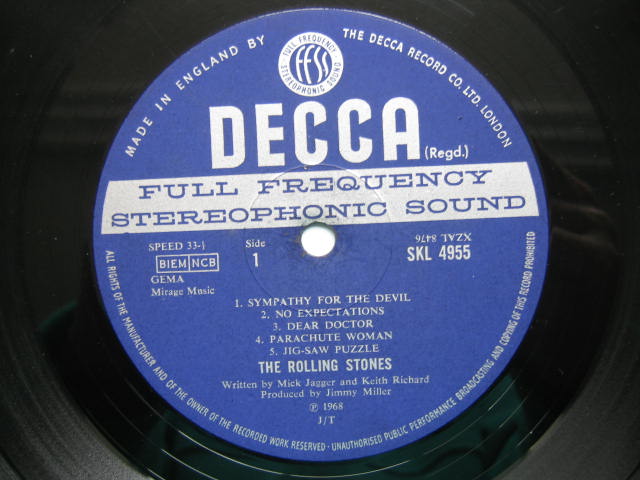 MADE IN ENGLAND BY THE DECCA RECORD CO. LTD. LONDON
FULL FREQUENCY
FFSS
STEREOPHONIC SOUND
DECCA
(Regd.)
FULL FREQUENCY
STEREOPHONIC SOUND
SPEED 33-⅓
Side
1
XZAL 8476
SKL 4955
BIEM NCB
GEMA
Mirage Music
1. SYMPATHY FOR THE DEVIL
2. NO EXPECTATIONS
3. DEAR DOCTOR
4. PARACHUTE WOMAN
5. JIG-SAW PUZZLE
THE ROLLING STONES
Written by Mick Jagger and Keith Richard
Produced by Jimmy Miller
℗ 1968
J/T
ALL RIGHTS OF THE MANUFACTURER AND OF THE OWNER OF THE RECORDED WORK RESERVED · UNAUTHORISED PUBLIC PERFORMANCE BROADCASTING AND COPYING OF THIS RECORD PROHIBITED